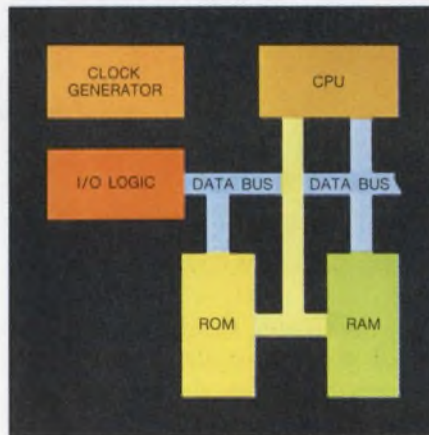 CLOCK
GENERATOR
CPU
I/O LOGIC
DATA BUS
DATA BUS
ROM
RAM